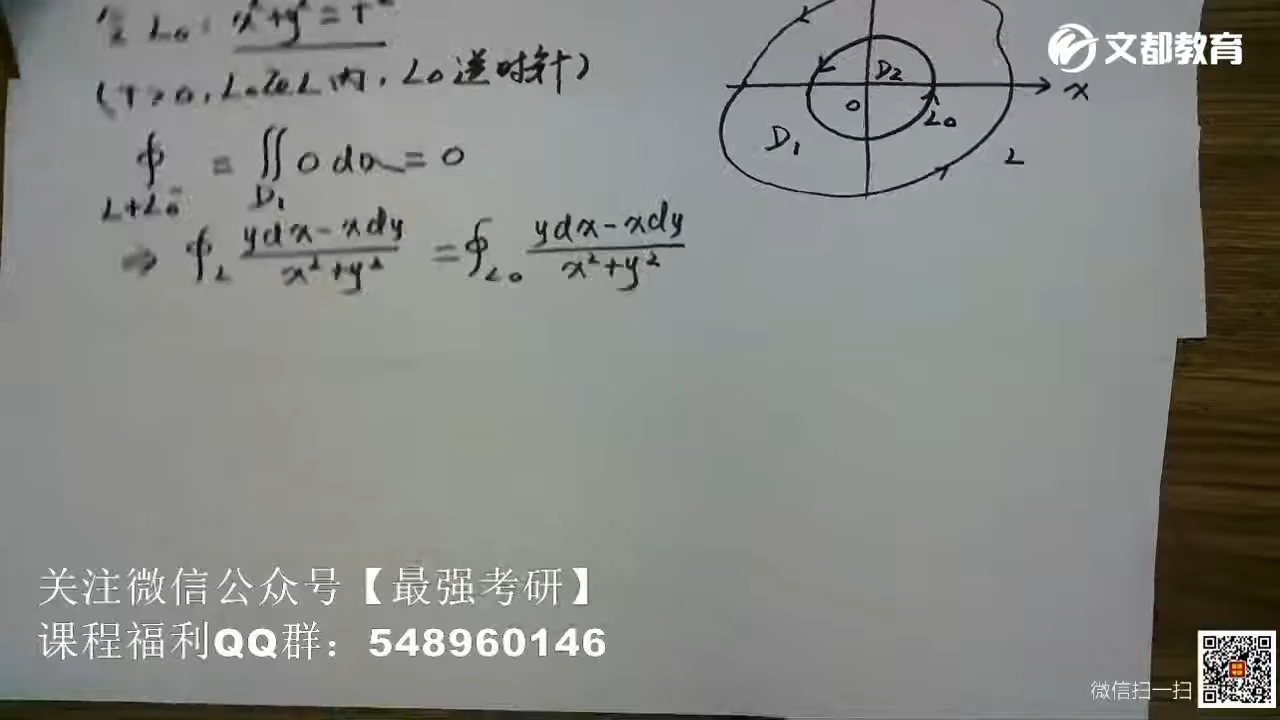 L₀: x²+y²=r²
(r>0, L₀在L内, L₀逆时针)
∮_{L+L₀⁻} = ∬_{D₁} 0 dσ = 0
⇒ ∮_L (ydx-xdy)/(x²+y²) = ∮_{L₀} (ydx-xdy)/(x²+y²)
D₂
O
x
L₀
D₁
L
文都教育
关注微信公众号【最强考研】
课程福利QQ群：548960146
微信扫一扫